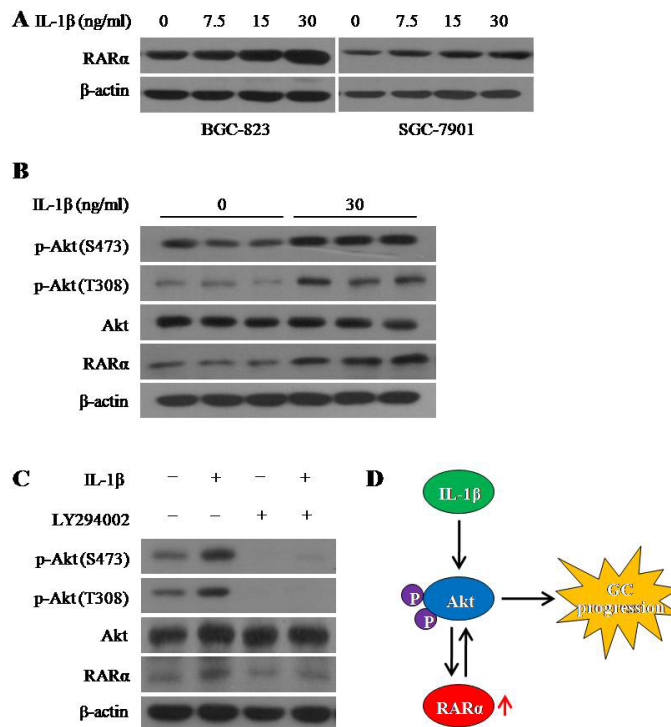 A IL-1β (ng/ml) 0 7.5 15 30 0 7.5 15 30
RARα
β-actin
BGC-823 SGC-7901
B
IL-1β (ng/ml) 0 30
p-Akt (S473)
p-Akt (T308)
Akt
RARα
β-actin
C IL-1β − + − +
LY294002 − − + +
p-Akt (S473)
p-Akt (T308)
Akt
RARα
β-actin
D
IL-1β
P
P
Akt
GC
progression
RARα